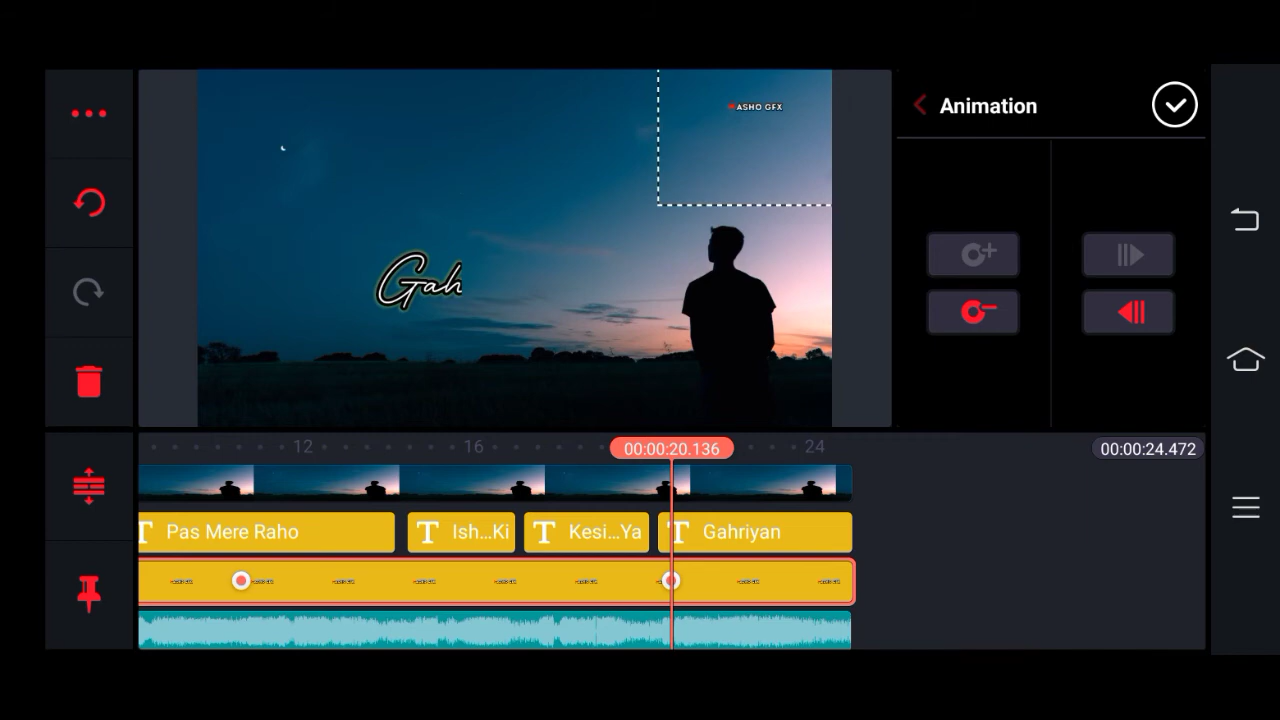 ASHO GFX
Animation
Gah
12
16
00:00:20.136
24
00:00:24.472
T Pas Mere Raho
T Ish...Ki
T Kesi...Ya
T Gahriyan